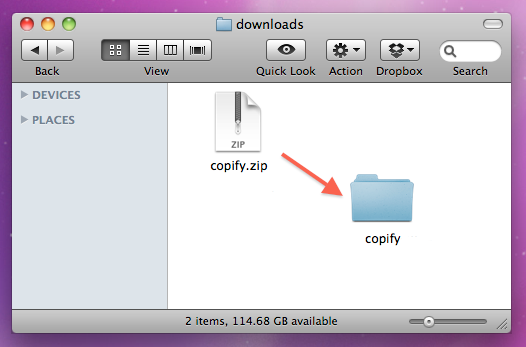 downloads
Back
View
Quick Look
Action
Dropbox
Search
DEVICES
PLACES
ZIP
copify.zip
copify
2 items, 114.68 GB available